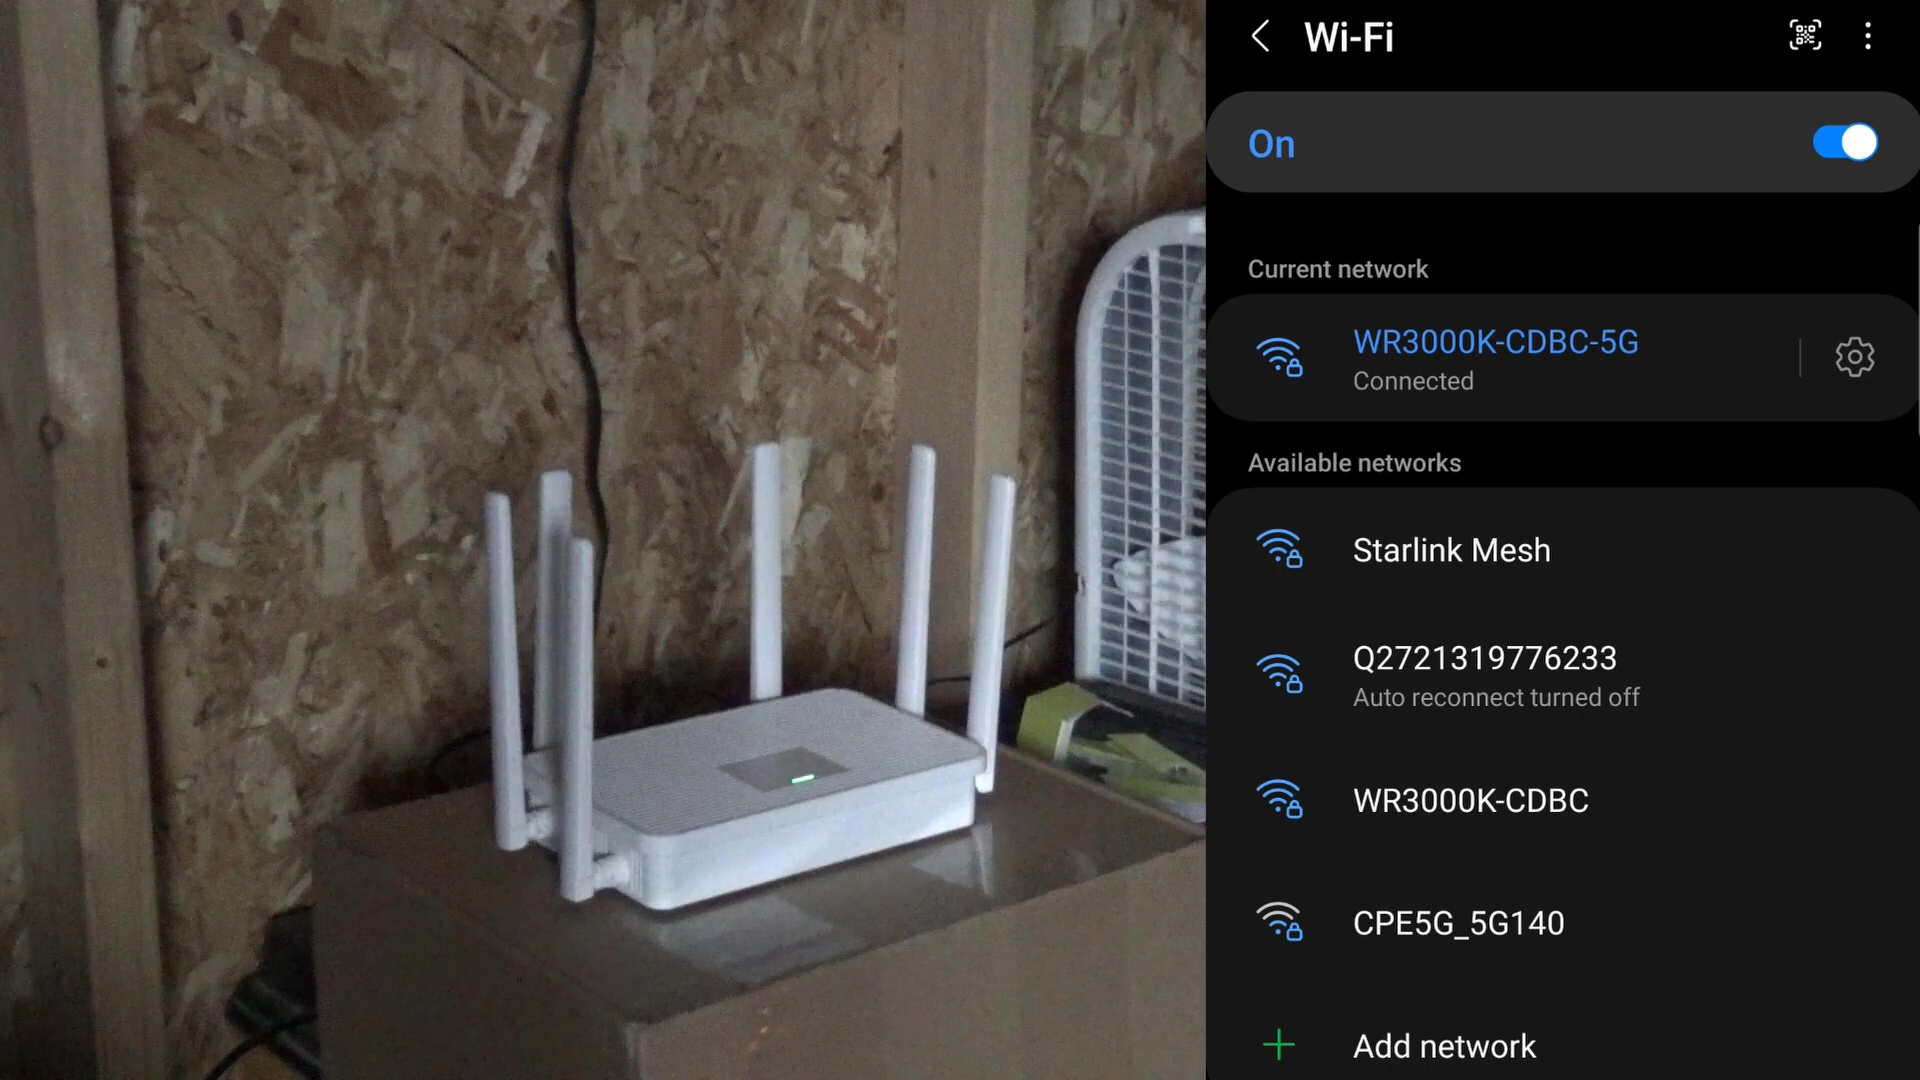 Wi-Fi
On
Current network
WR3000K-CDBC-5G
Connected
Available networks
Starlink Mesh
Q2721319776233
Auto reconnect turned off
WR3000K-CDBC
CPE5G_5G140
Add network